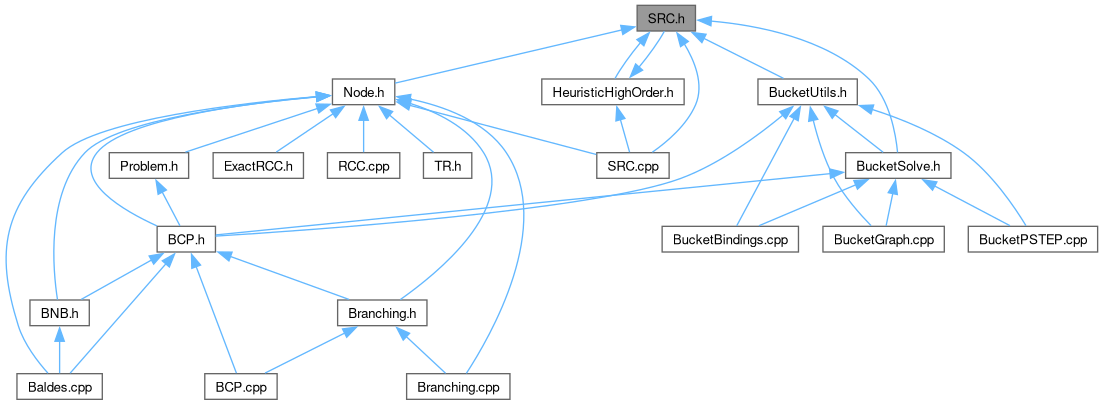 SRC.h
Node.h
HeuristicHighOrder.h
BucketUtils.h
Problem.h
ExactRCC.h
RCC.cpp
TR.h
SRC.cpp
BucketSolve.h
BCP.h
BucketBindings.cpp
BucketGraph.cpp
BucketPSTEP.cpp
BNB.h
Branching.h
Baldes.cpp
BCP.cpp
Branching.cpp